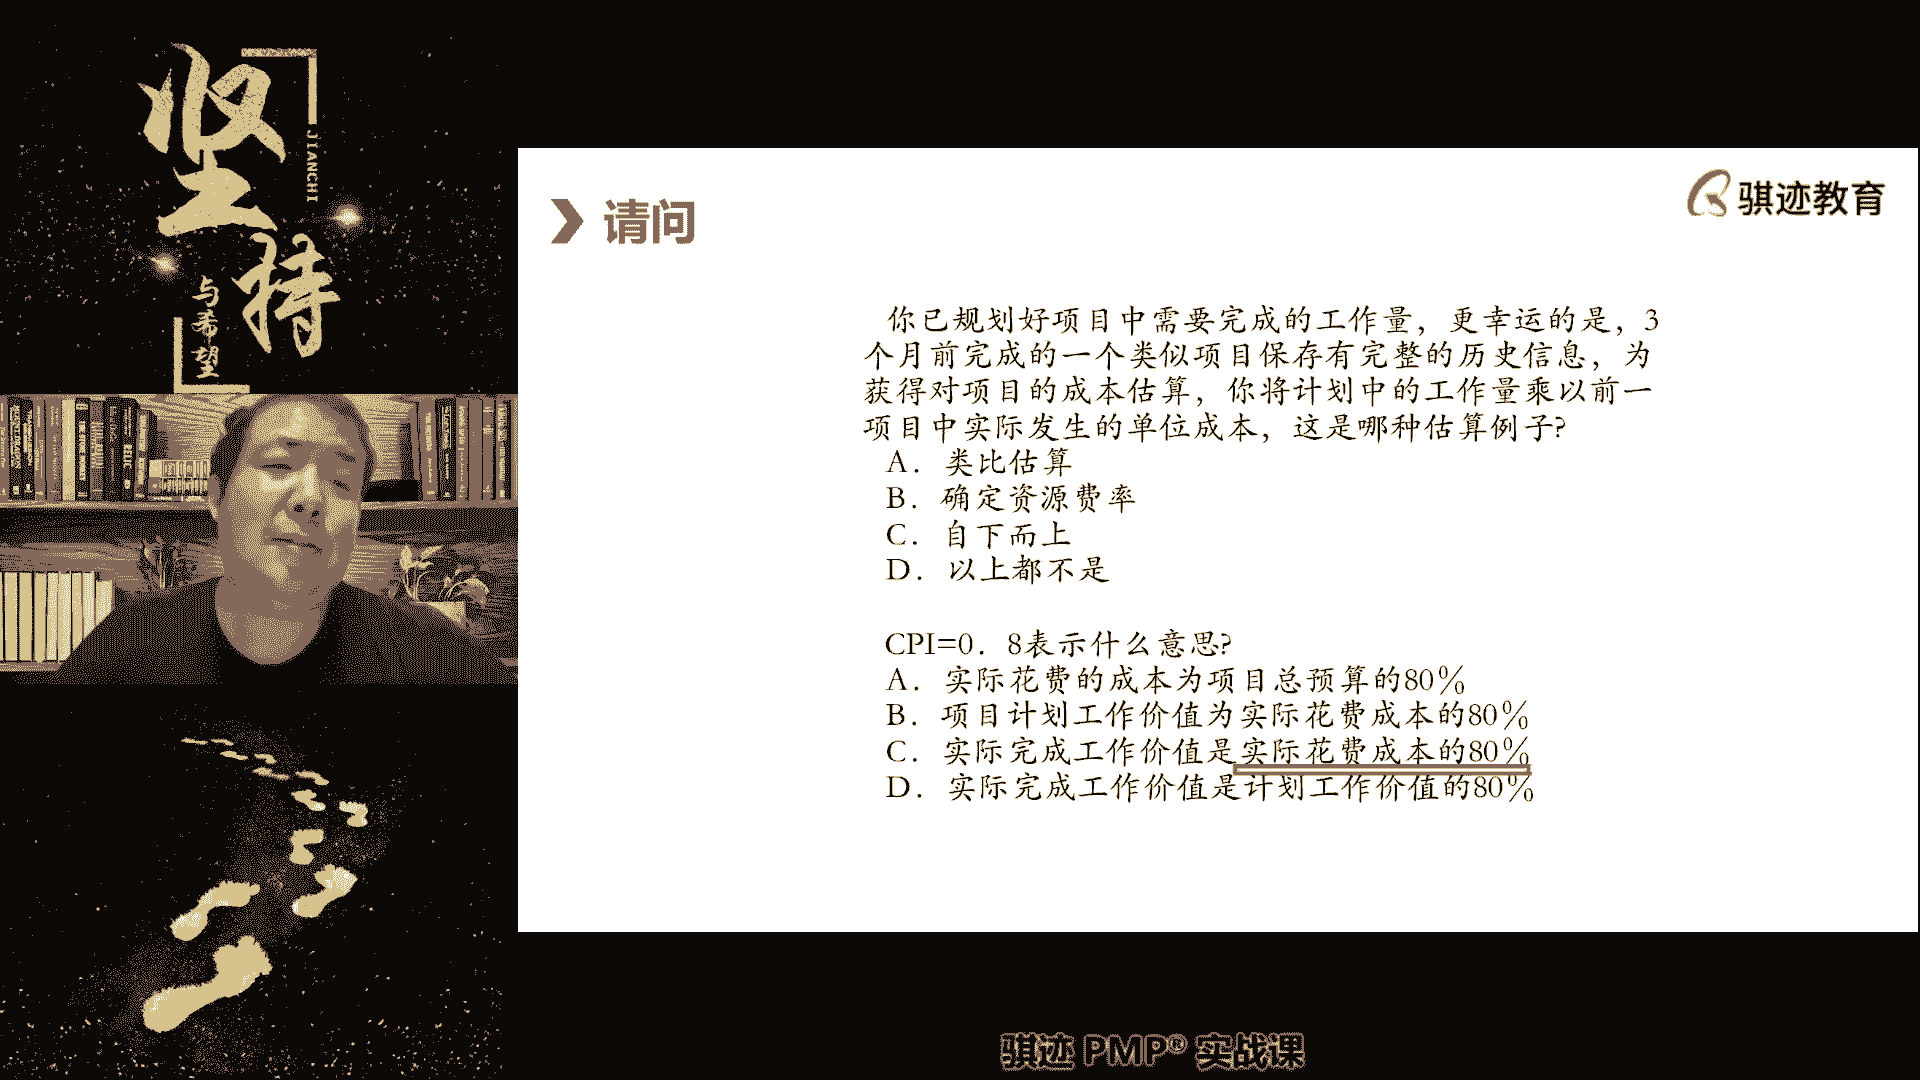 坚持
JIANCHI
与希望
请问
骐迹教育
你已规划好项目中需要完成的工作量，更幸运的是，3
个月前完成的一个类似项目保存有完整的历史信息，为
获得对项目的成本估算，你将计划中的工作量乘以前一
项目中实际发生的单位成本，这是哪种估算例子?
A. 类比估算
B. 确定资源费率
C. 自下而上
D. 以上都不是
CPI=0. 8表示什么意思?
A. 实际花费的成本为项目总预算的80%
B. 项目计划工作价值为实际花费成本的80%
C. 实际完成工作价值是实际花费成本的80%
D. 实际完成工作价值是计划工作价值的80%
骐迹 PMP® 实战课